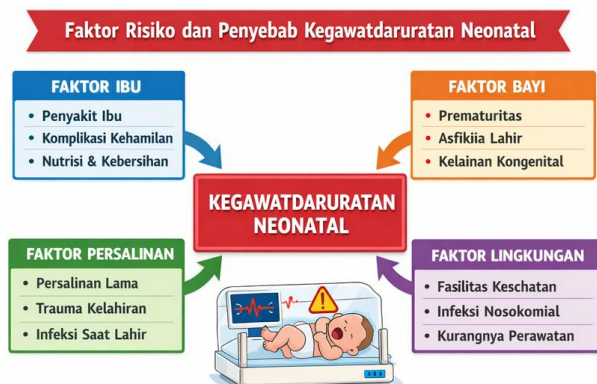 Faktor Risiko dan Penyebab Kegawatdaruratan Neonatal
FAKTOR IBU
• Penyakit Ibu
• Komplikasi Kehamilan
• Nutrisi & Kebersihan
FAKTOR BAYI
• Prematuritas
• Asfikiia Lahir
• Kelainan Kongenital
KEGAWATDARURATAN
NEONATAL
FAKTOR PERSALINAN
• Persalinan Lama
• Trauma Kelahiran
• Infeksi Saat Lahir
FAKTOR LINGKUNGAN
• Fasilitas Keschatan
• Infeksi Nosokomial
• Kurangnya Perawatan